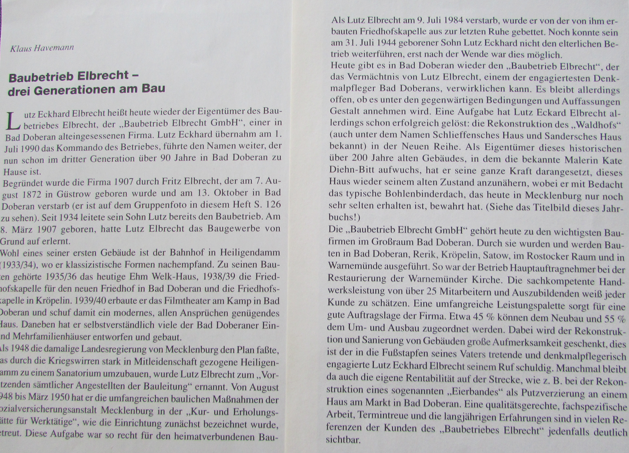 Klaus Havemann
Baubetrieb Elbrecht –
drei Generationen am Bau
Lutz Eckhard Elbrecht heißt heute wieder der Eigentümer des Bau-
betriebes Elbrecht, der „Baubetrieb Elbrecht GmbH", einer in
Bad Doberan alteingesessenen Firma. Lutz Eckhard übernahm am 1.
Juli 1990 das Kommando des Betriebes, führte den Namen weiter, der
nun schon im dritter Generation über 90 Jahre in Bad Doberan zu
Hause ist.
Begründet wurde die Firma 1907 durch Fritz Elbrecht, der am 7. Au-
gust 1872 in Güstrow geboren wurde und am 13. Oktober in Bad
Doberan verstarb (er ist auf dem Gruppenfoto in diesem Heft S. 126
zu sehen). Seit 1934 leitete sein Sohn Lutz bereits den Baubetrieb. Am
8. März 1907 geboren, hatte Lutz Elbrecht das Baugewerbe von
Grund auf erlernt.
Wohl eines seiner ersten Gebäude ist der Bahnhof in Heiligendamm
(1933/34), wo er klassizistische Formen nachempfand. Zu seinen Bau-
ten gehörte 1935/36 das heutige Ehm Welk-Haus, 1938/39 die Fried-
hofskapelle für den neuen Friedhof in Bad Doberan und die Friedhofs-
kapelle in Kröpelin. 1939/40 erbaute er das Filmtheater am Kamp in Bad
Doberan und schuf damit ein modernes, allen Ansprüchen genügendes
Haus. Daneben hat er selbstverständlich viele der Bad Doberaner Ein-
und Mehrfamilienhäuser entworfen und gebaut.
Als 1948 die damalige Landesregierung von Mecklenburg den Plan faßte,
das durch die Kriegswirren stark in Mitleidenschaft gezogene Heiligen-
damm zu einem Sanatorium umzubauen, wurde Lutz Elbrecht zum „Vor-
sitzenden sämtlicher Angestellten der Bauleitung" ernannt. Von August
1948 bis März 1950 hat er die umfangreichen baulichen Maßnahmen der
Sozialversicherungsanstalt Mecklenburg in der „Kur- und Erholungs-
stätte für Werktätige", wie die Einrichtung zunächst bezeichnet wurde,
betreut. Diese Aufgabe war so recht für den heimatverbundenen Bau-
Als Lutz Elbrecht am 9. Juli 1984 verstarb, wurde er von der von ihm er-
bauten Friedhofskapelle aus zur letzten Ruhe gebettet. Noch konnte sein
am 31. Juli 1944 geborener Sohn Lutz Eckhard nicht den elterlichen Be-
trieb weiterführen, erst nach der Wende war dies möglich.
Heute gibt es in Bad Doberan wieder den „Baubetrieb Elbrecht", der
das Vermächtnis von Lutz Elbrecht, einem der engagiertesten Denk-
malpfleger Bad Doberans, verwirklichen kann. Es bleibt allerdings
offen, ob es unter den gegenwärtigen Bedingungen und Auffassungen
Gestalt annehmen wird. Eine Aufgabe hat Lutz Eckard Elbrecht al-
lerdings schon erfolgreich gelöst: die Rekonstruktion des „Waldhofs"
(auch unter dem Namen Schlieffensches Haus und Sandersches Haus
bekannt) in der Neuen Reihe. Als Eigentümer dieses historischen
über 200 Jahre alten Gebäudes, in dem die bekannte Malerin Kate
Diehn-Bitt aufwuchs, hat er seine ganze Kraft darangesetzt, dieses
Haus wieder seinem alten Zustand anzunähern, wobei er mit Bedacht
das typische Bohlenbinderdach, das heute in Mecklenburg nur noch
sehr selten erhalten ist, bewahrt hat. (Siehe das Titelbild dieses Jahr-
buchs!)
Die „Baubetrieb Elbrecht GmbH" gehört heute zu den wichtigsten Bau-
firmen im Großraum Bad Doberan. Durch sie wurden und werden Bau-
ten in Bad Doberan, Rerik, Kröpelin, Satow, im Rostocker Raum und in
Warnemünde ausgeführt. So war der Betrieb Hauptauftragnehmer bei der
Restaurierung der Warnemünder Kirche. Die sachkompetente Hand-
werksleistung von über 25 Mitarbeitern und Auszubildenden weiß jeder
Kunde zu schätzen. Eine umfangreiche Leistungspalette sorgt für eine
gute Auftragslage der Firma. Etwa 45 % können dem Neubau und 55 %
dem Um- und Ausbau zugeordnet werden. Dabei wird der Rekonstruk-
tion und Sanierung von Gebäuden große Aufmerksamkeit geschenkt, dies
ist der in die Fußstapfen seines Vaters tretende und denkmalpflegerisch
engagierte Lutz Eckhard Elbrecht seinem Ruf schuldig. Manchmal bleibt
da auch die eigene Rentabilität auf der Strecke, wie z. B. bei der Rekon-
struktion eines sogenannten „Eierbandes" als Putzverzierung an einem
Haus am Markt in Bad Doberan. Eine qualitätsgerechte, fachspezifische
Arbeit, Termintreue und die langjährigen Erfahrungen sind in vielen Re-
ferenzen der Kunden des „Baubetriebes Elbrecht" jedenfalls deutlich
sichtbar.